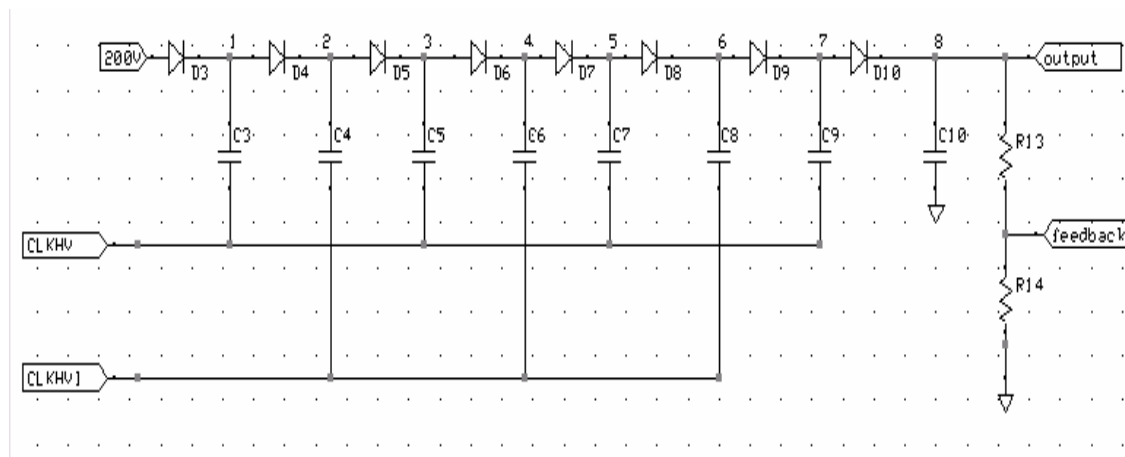 1 2 3 4 5 6 7 8
200V D3 D4 D5 D6 D7 D8 D9 D10 output
C3 C4 C5 C6 C7 C8 C9 C10 R13
CLKHV feedback
R14
CLKHV1